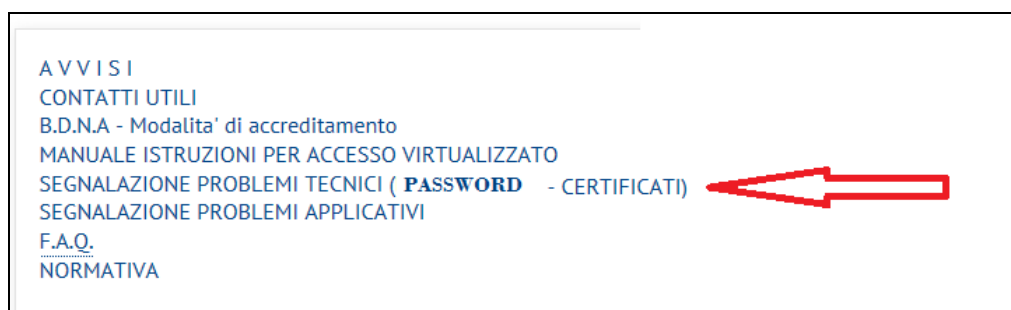 A V V I S I
CONTATTI UTILI
B.D.N.A - Modalita' di accreditamento
MANUALE ISTRUZIONI PER ACCESSO VIRTUALIZZATO
SEGNALAZIONE PROBLEMI TECNICI ( PASSWORD - CERTIFICATI)
SEGNALAZIONE PROBLEMI APPLICATIVI
F.A.Q.
NORMATIVA